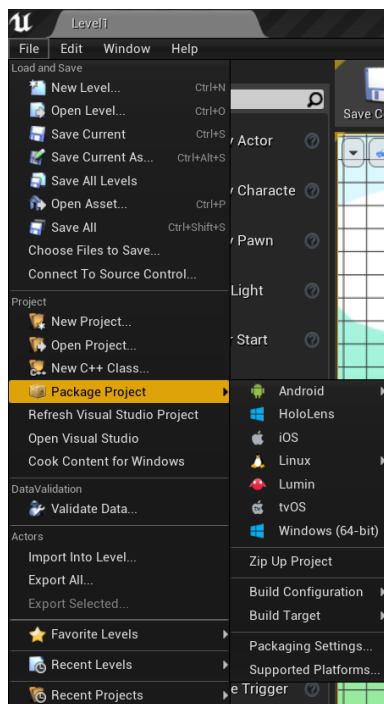 Level1
File Edit Window Help
Load and Save
New Level... Ctrl+N
Open Level... Ctrl+O
Save Current Ctrl+S
Save Current As... Ctrl+Alt+S
Save All Levels
Open Asset... Ctrl+P
Save All Ctrl+Shift+S
Choose Files to Save...
Connect To Source Control...
Project
New Project...
Open Project...
New C++ Class...
Package Project
Refresh Visual Studio Project
Open Visual Studio
Cook Content for Windows
DataValidation
Validate Data...
Actors
Import Into Level...
Export All...
Export Selected...
Favorite Levels
Recent Levels
Recent Projects
Android
HoloLens
iOS
Linux
Lumin
tvOS
Windows (64-bit)
Zip Up Project
Build Configuration
Build Target
Packaging Settings...
Supported Platforms...
Save C
y Actor
y Characte
y Pawn
Light
r Start
e Trigger